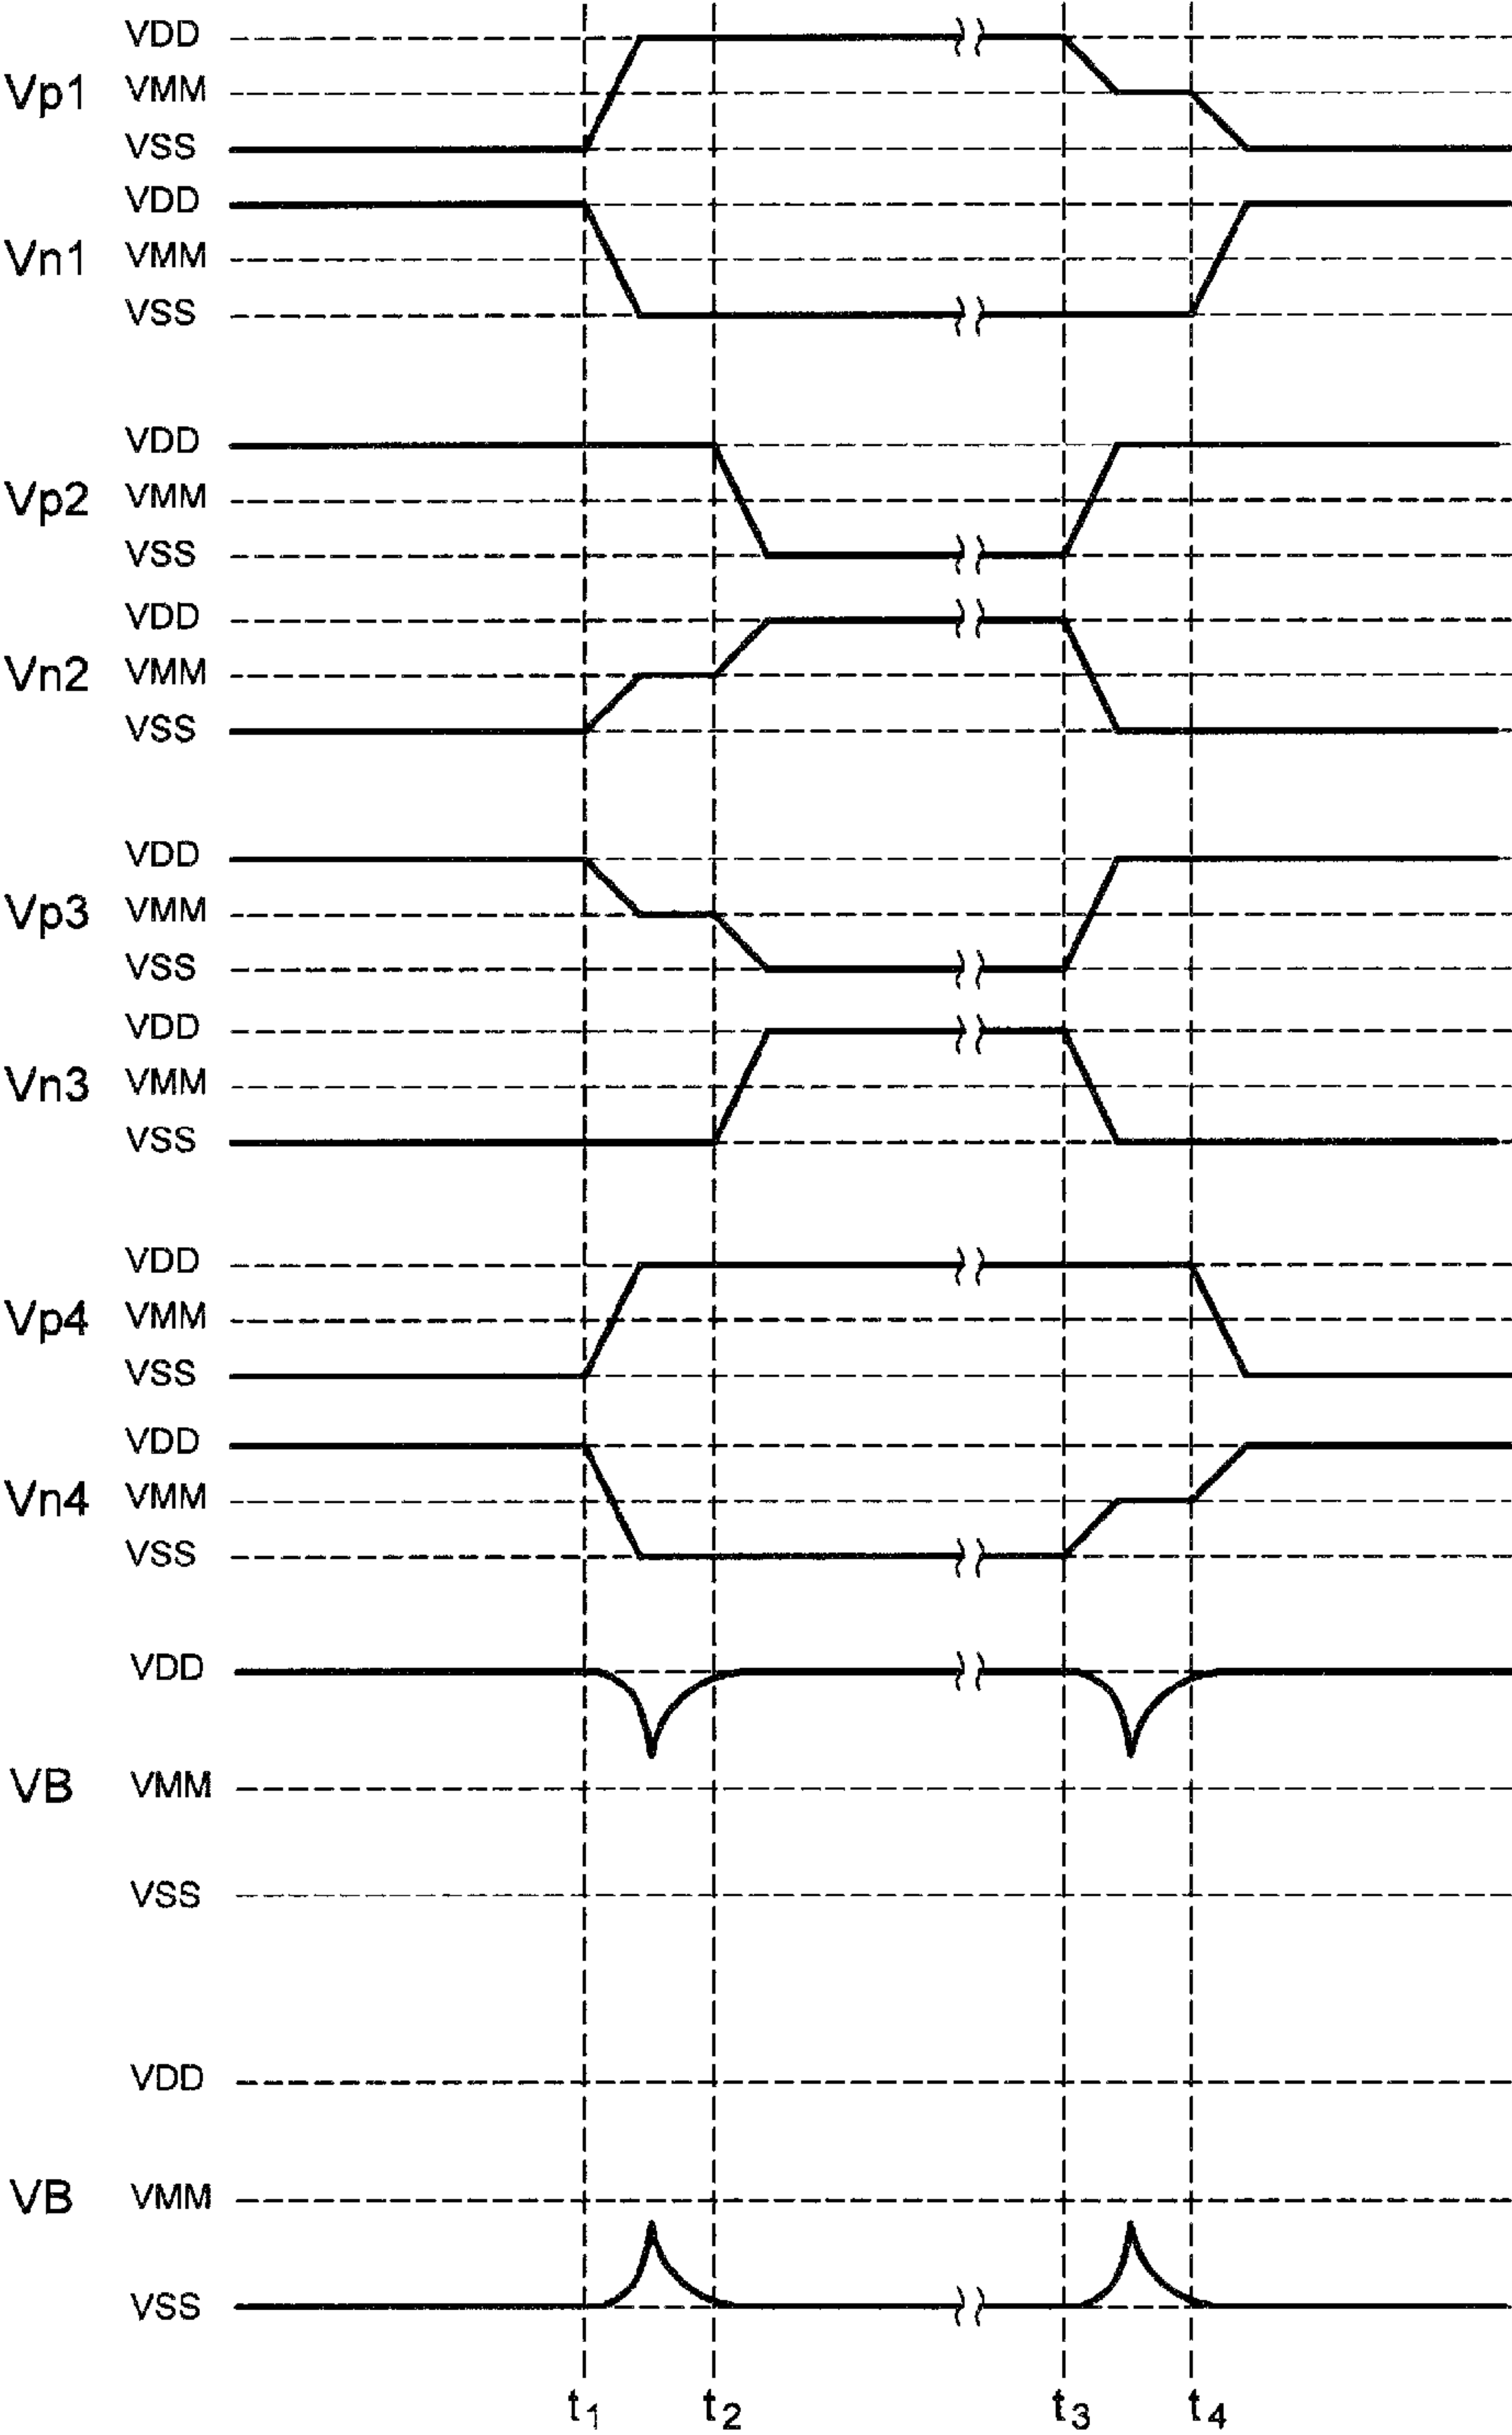 VDD
Vp1 VMM
VSS
VDD
Vn1 VMM
VSS
VDD
Vp2 VMM
VSS
VDD
Vn2 VMM
VSS
VDD
Vp3 VMM
VSS
VDD
Vn3 VMM
VSS
VDD
Vp4 VMM
VSS
VDD
Vn4 VMM
VSS
VDD
VB VMM
VSS
VDD
VB VMM
VSS
t1 t2 t3 t4